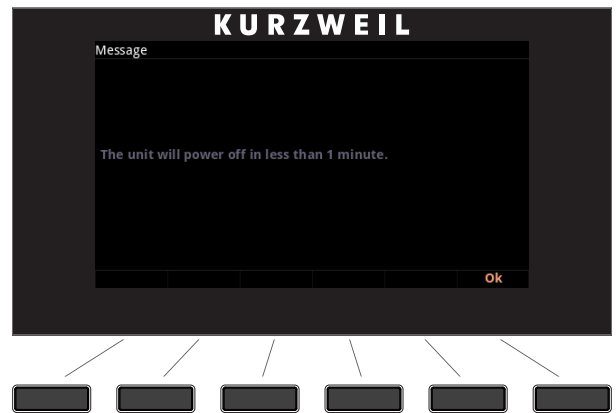 KURZWEIL
Message
The unit will power off in less than 1 minute.
Ok